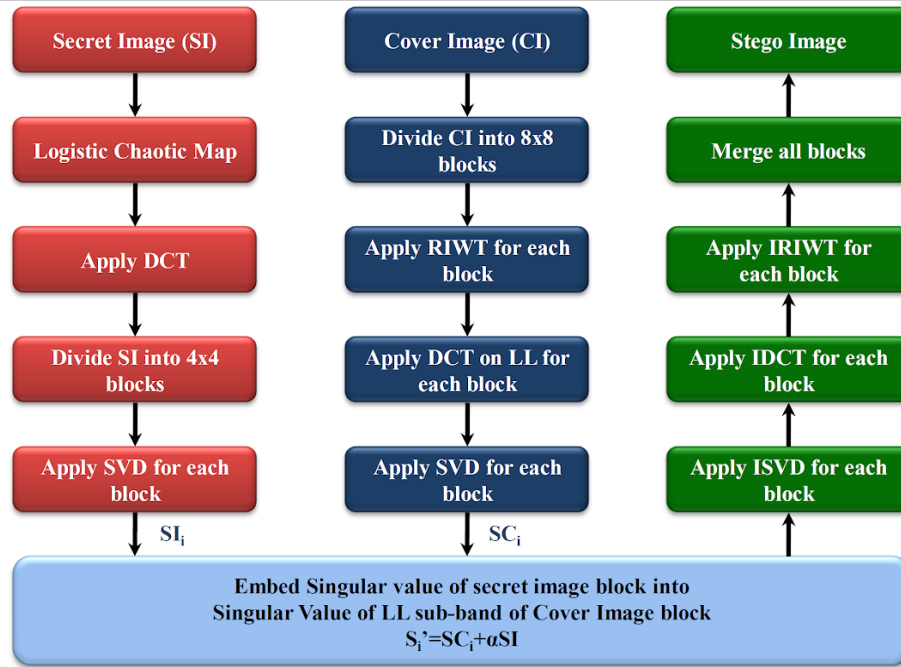 Secret Image (SI)
Logistic Chaotic Map
Apply DCT
Divide SI into 4x4
blocks
Apply SVD for each
block
SIᵢ
Cover Image (CI)
Divide CI into 8x8
blocks
Apply RIWT for each
block
Apply DCT on LL for
each block
Apply SVD for each
block
SCᵢ
Stego Image
Merge all blocks
Apply IRIWT for
each block
Apply IDCT for each
block
Apply ISVD for each
block
Embed Singular value of secret image block into
Singular Value of LL sub-band of Cover Image block
Sᵢ’=SCᵢ+αSI